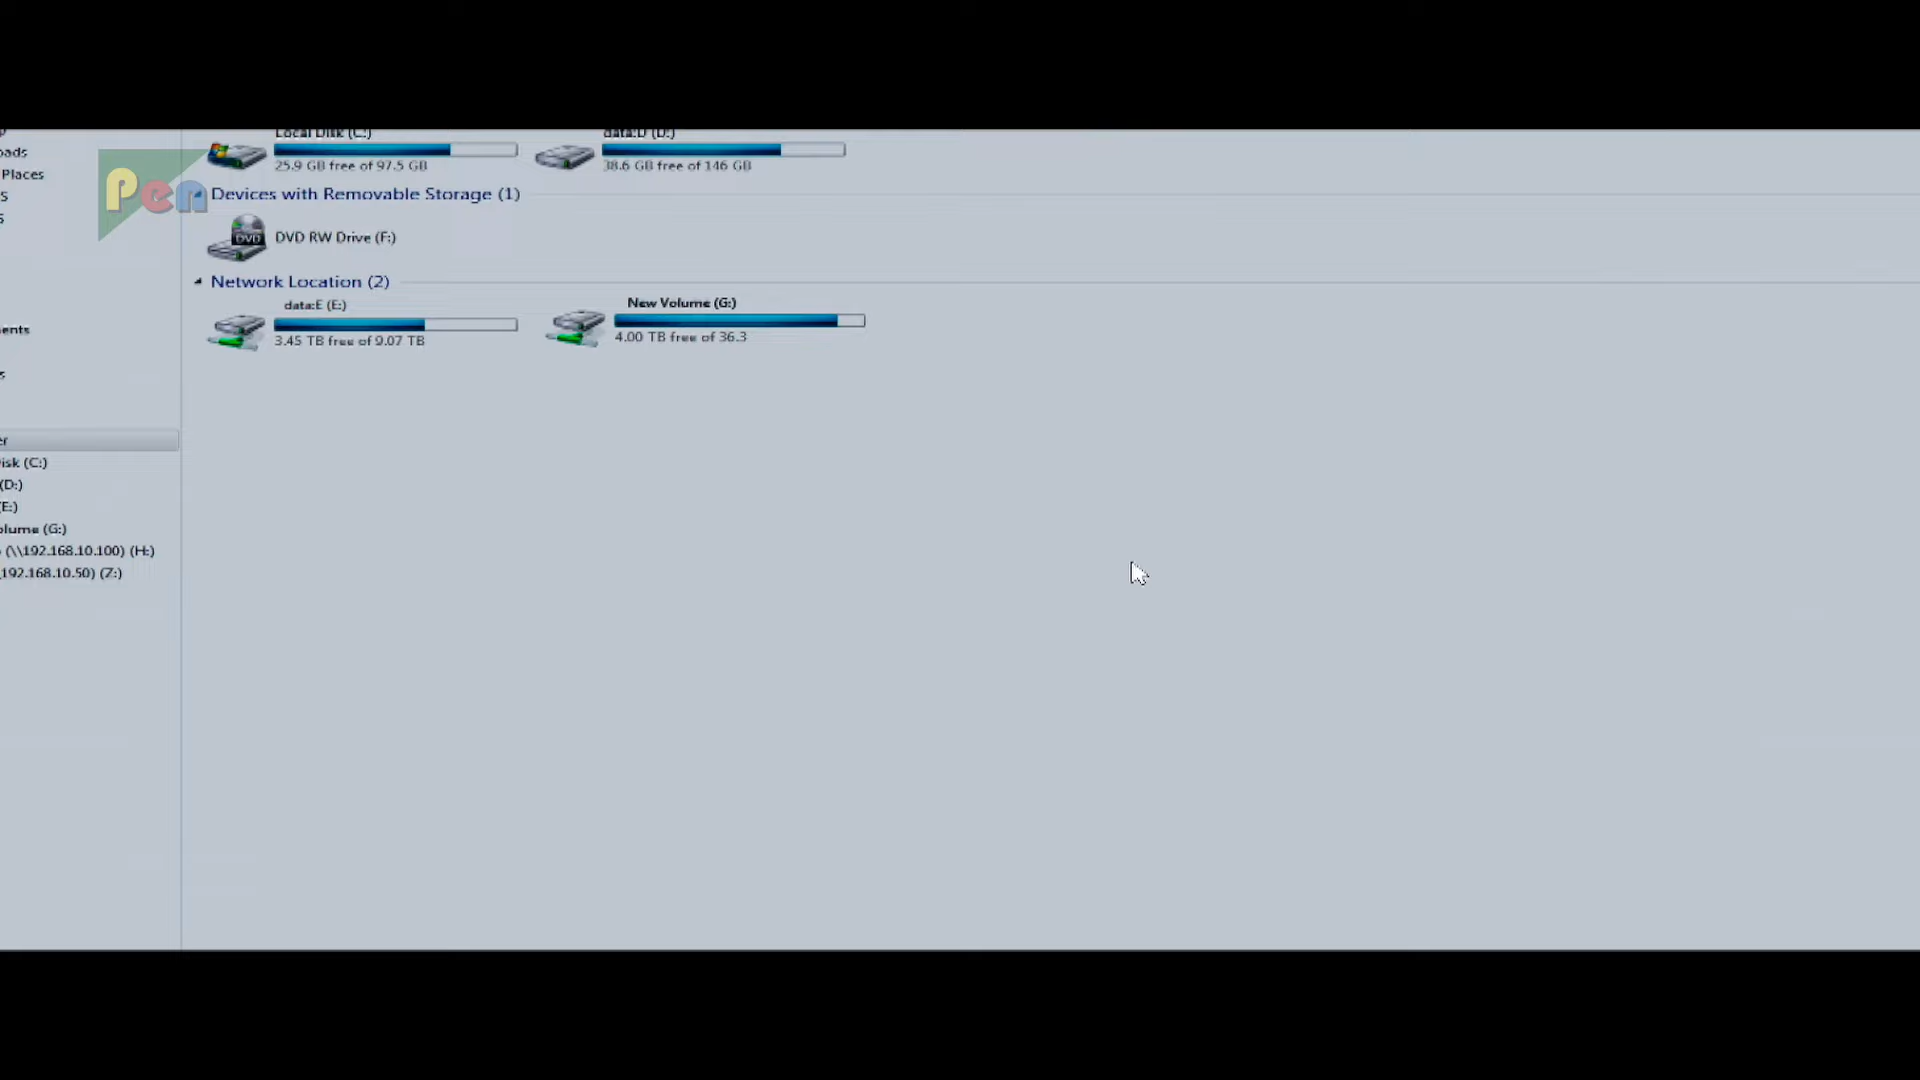 Local Disk (C:)
data:D (D:)
25.9 GB free of 97.5 GB
38.6 GB free of 146 GB
Pen
Devices with Removable Storage (1)
DVD
DVD RW Drive (F:)
Network Location (2)
data:E (E:)
New Volume (G:)
3.45 TB free of 9.07 TB
4.00 TB free of 36.3
oads
Places
s
s
ents
s
er
isk (C:)
(D:)
(E:)
olume (G:)
(\\192.168.10.100) (H:)
192.168.10.50) (Z:)